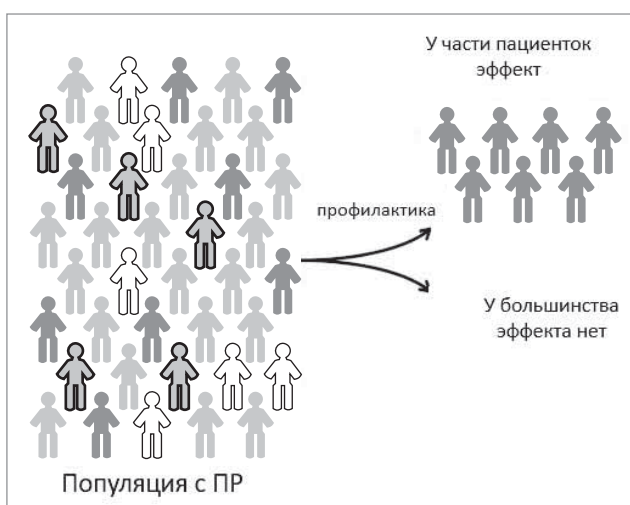 У части пациенток
эффект
профилактика
У большинства
эффекта нет
Популяция с ПР